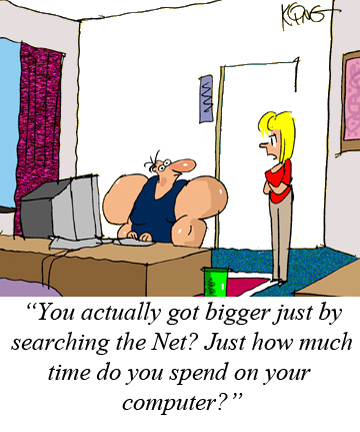 KONG
“You actually got bigger just by
searching the Net? Just how much
time do you spend on your
computer?”